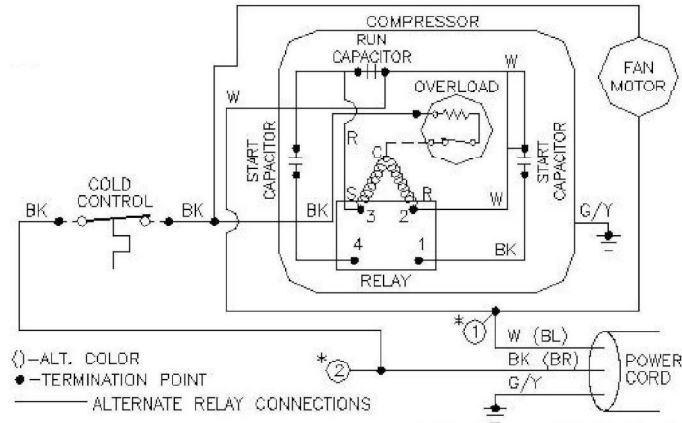 COMPRESSOR
RUN
CAPACITOR
W
W
FAN
MOTOR
OVERLOAD
START
CAPACITOR
R
C
START
CAPACITOR
COLD
CONTROL
BK
BK
BK
S
R
3
2
W
G/Y
4
1
BK
RELAY
*1
W (BL)
*2
BK (BR)
G/Y
POWER
CORD
()-ALT. COLOR
●-TERMINATION POINT
ALTERNATE RELAY CONNECTIONS